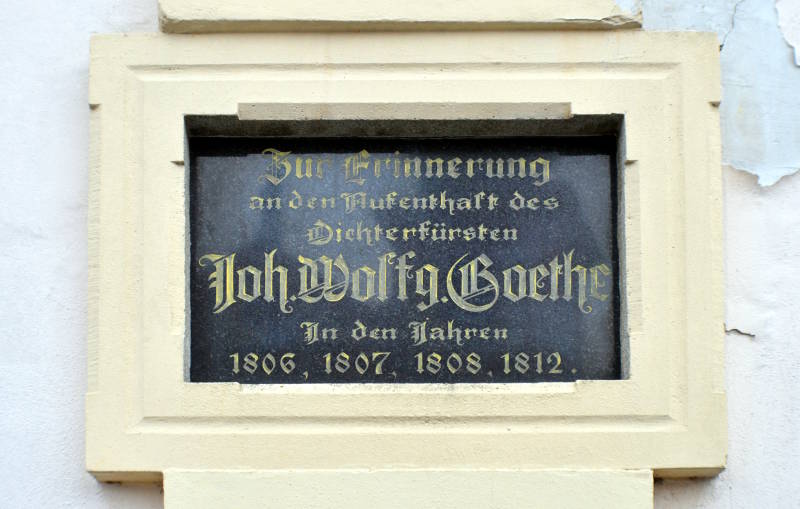 Zur Erinnerung
an den Aufenthalt des
Dichterfürsten
Joh. Wolfg. Goethe
In den Jahren
1806, 1807, 1808, 1812.